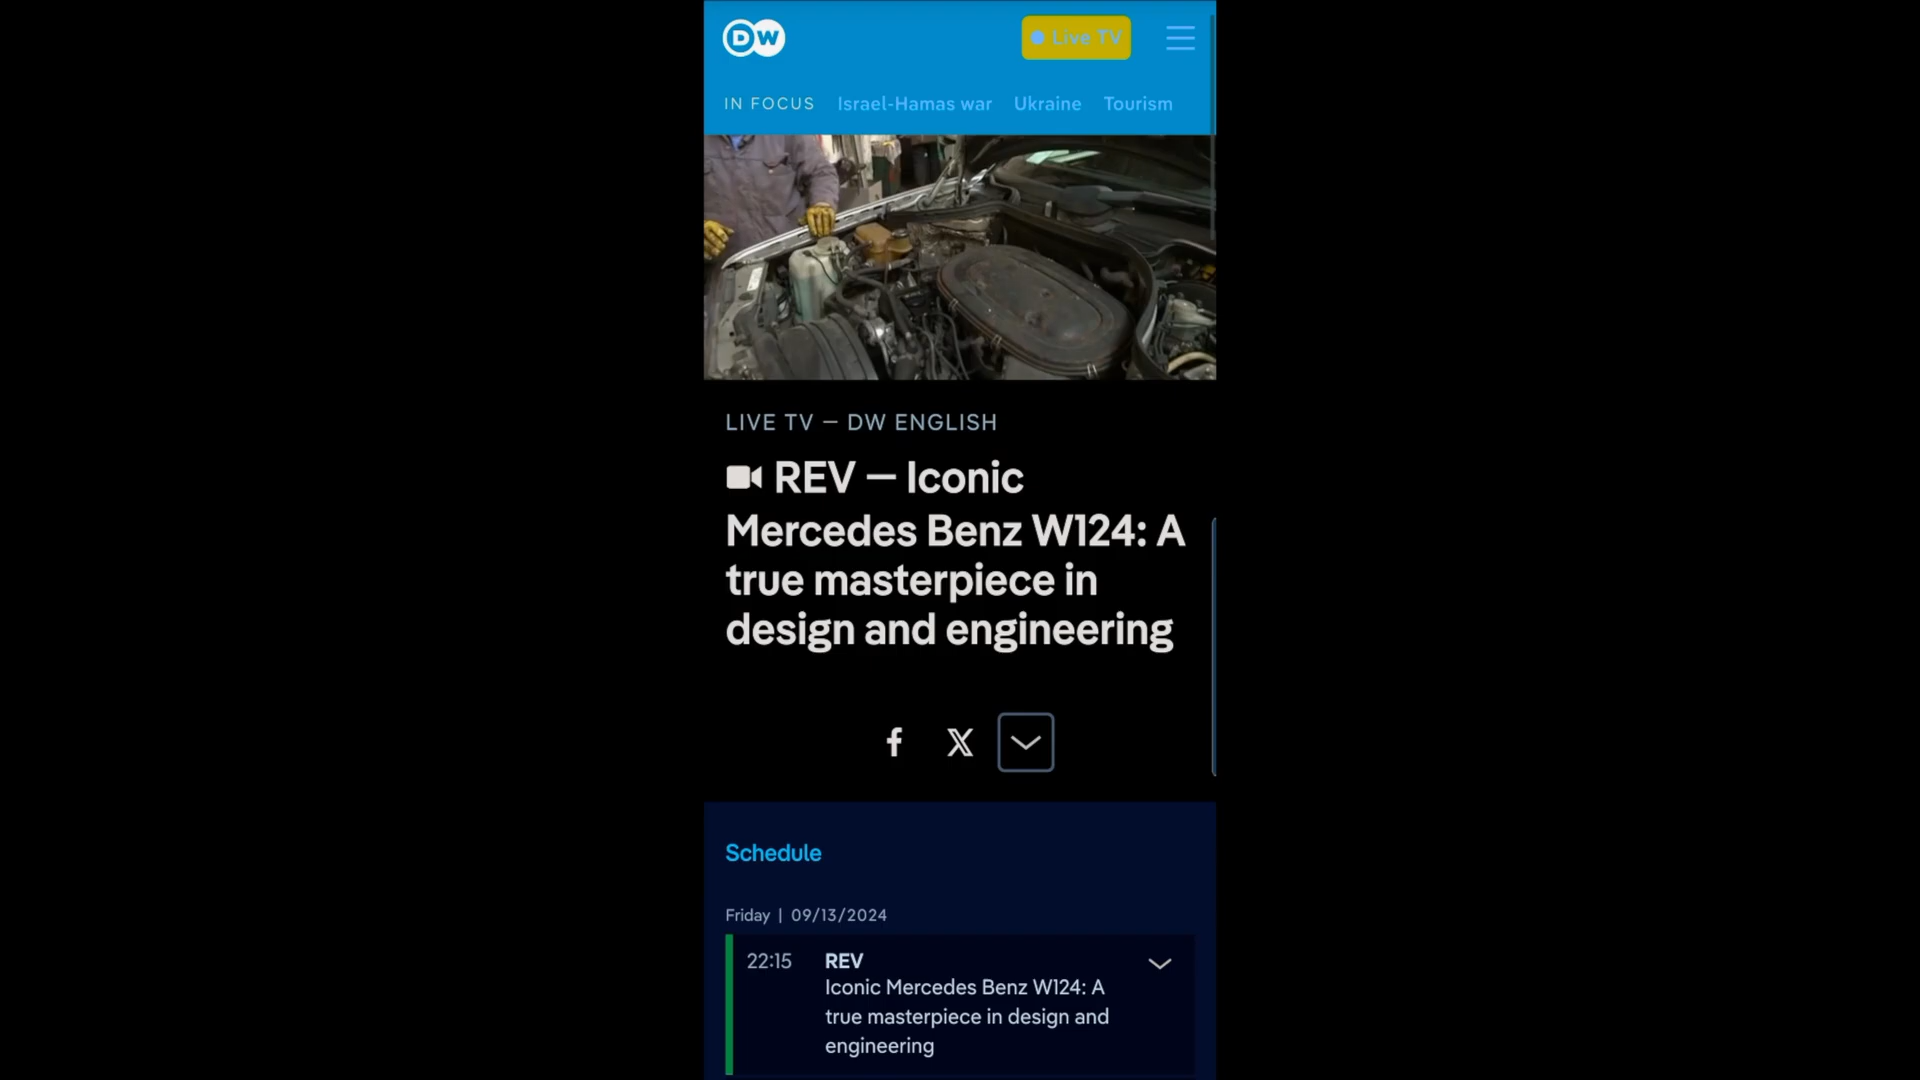 DW
Live TV
IN FOCUS Israel-Hamas war Ukraine Tourism
LIVE TV — DW ENGLISH
REV — Iconic
Mercedes Benz W124: A
true masterpiece in
design and engineering
f X
Schedule
Friday | 09/13/2024
22:15 REV
Iconic Mercedes Benz W124: A
true masterpiece in design and
engineering